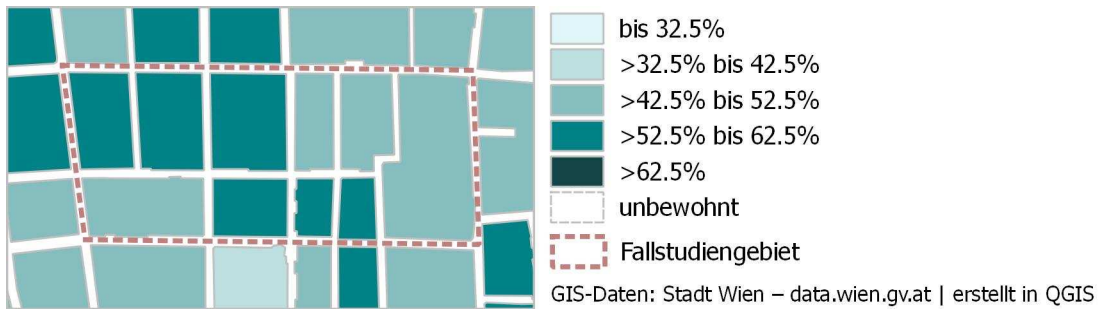 bis 32.5%
>32.5% bis 42.5%
>42.5% bis 52.5%
>52.5% bis 62.5%
>62.5%
unbewohnt
Fallstudiengebiet
GIS-Daten: Stadt Wien – data.wien.gv.at | erstellt in QGIS